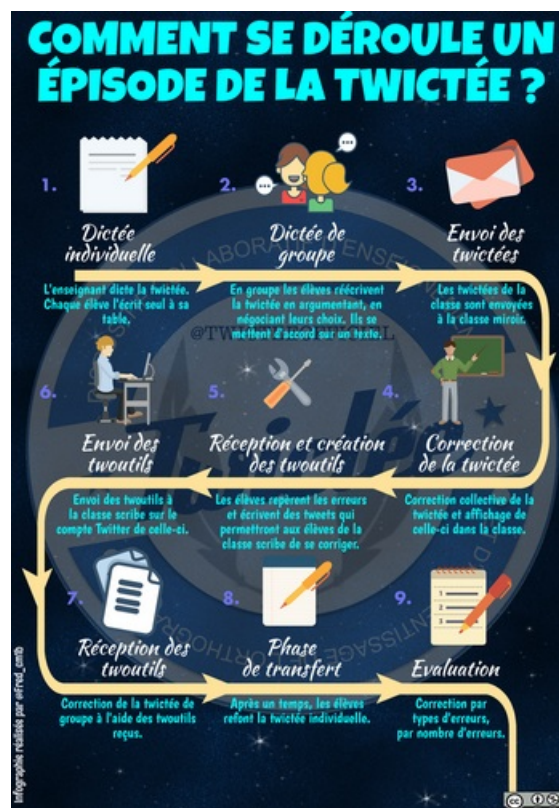 COMMENT SE DÉROULE UN
ÉPISODE DE LA TWICTÉE ?
1.
Dictée
individuelle
L'enseignant dicte la twictée.
Chaque élève l'écrit seul à sa
table.
2.
Dictée de
groupe
En groupe les élèves réécrivent
la twictée en argumentant, en
négociant leurs choix. Ils se
mettent d'accord sur un texte.
3.
Envoi des
twictées
Les twictées de la
classe sont envoyées
à la classe miroir.
4.
Correction
de la twictée
Correction collective de la
twictée et affichage de
celle-ci dans la classe.
5.
Réception et création
des twoutils
Les élèves repèrent les erreurs
et écrivent des tweets qui
permettront aux élèves de la
classe scribe de se corriger.
6.
Envoi des
twoutils
Envoi des twoutils à
la classe scribe sur le
compte Twitter de celle-ci.
7.
Réception des
twoutils
Correction de la twictée de
groupe à l'aide des twoutils
reçus.
8.
Phase
de transfert
Après un temps, les élèves
refont la twictée individuelle.
9.
Evaluation
Correction par
types d'erreurs,
par nombre d'erreurs.
Twictée
Infographie réalisée par @Fred_cm1b